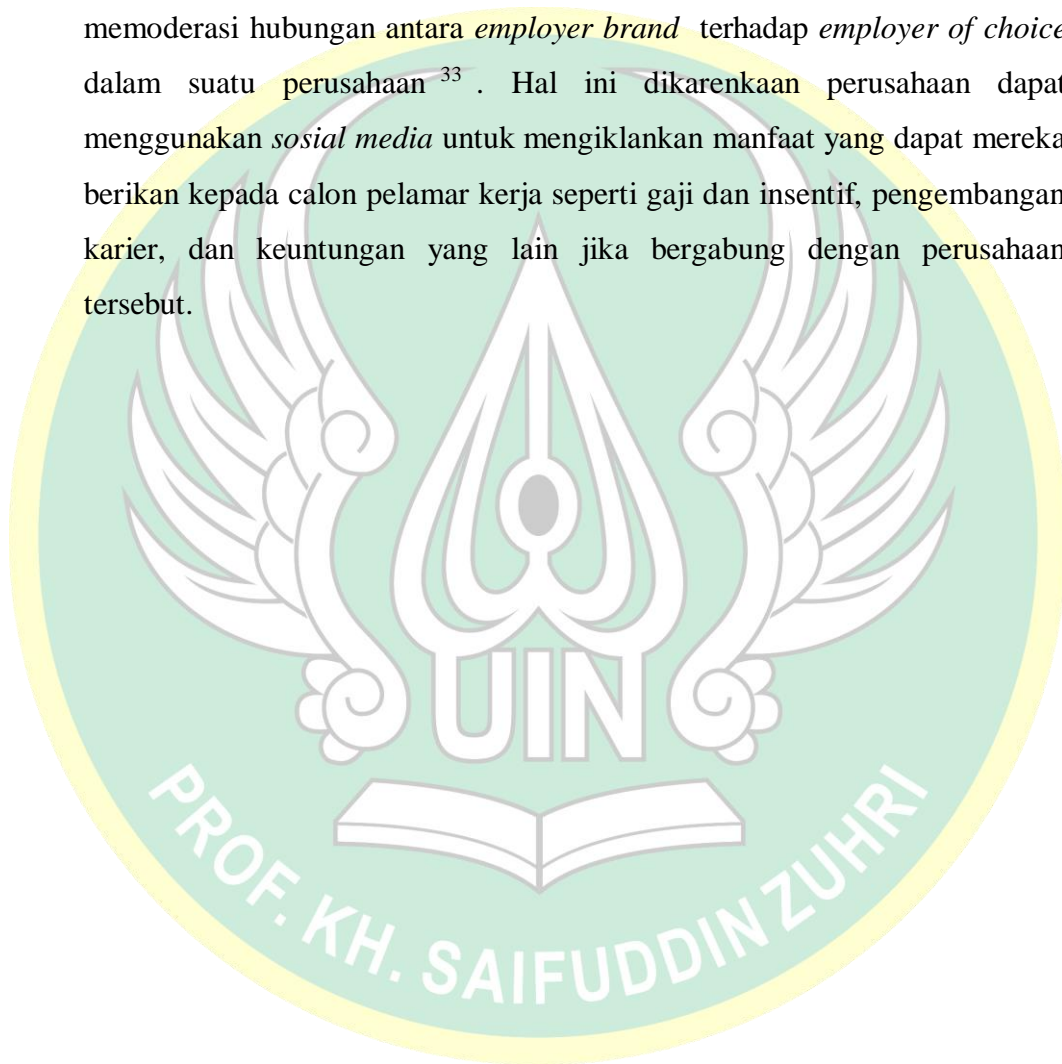 memoderasi hubungan antara employer brand terhadap employer of choice
dalam suatu perusahaan 33 . Hal ini dikarenkaan perusahaan dapat
menggunakan sosial media untuk mengiklankan manfaat yang dapat mereka
berikan kepada calon pelamar kerja seperti gaji dan insentif, pengembangan
karier, dan keuntungan yang lain jika bergabung dengan perusahaan
tersebut.
UIN
PROF. KH. SAIFUDDIN ZUHRI